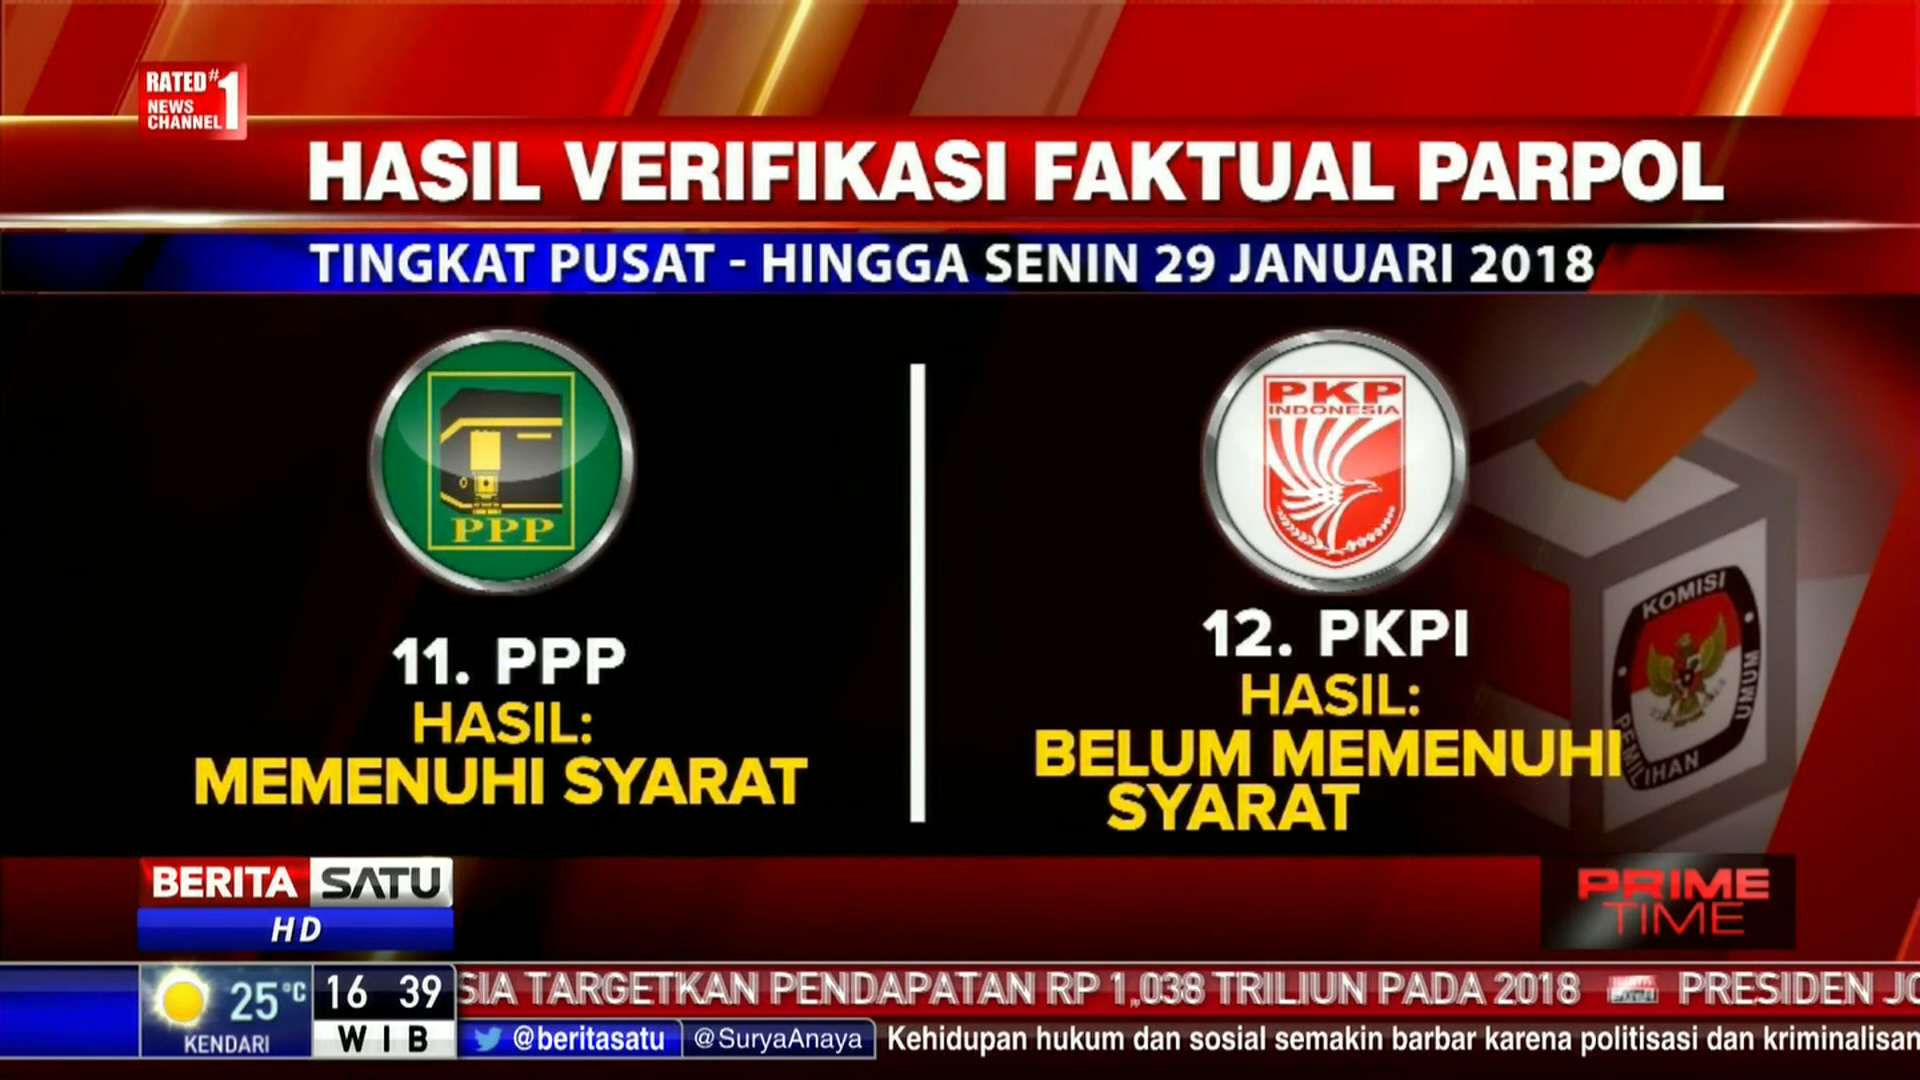 RATED #1
NEWS
CHANNEL
HASIL VERIFIKASI FAKTUAL PARPOL
TINGKAT PUSAT - HINGGA SENIN 29 JANUARI 2018
PPP
11. PPP
HASIL:
MEMENUHI SYARAT
PKP
INDONESIA
12. PKPI
HASIL:
BELUM MEMENUHI
SYARAT
KOMISI
PEMILIHAN
UMUM
BERITA SATU
HD
PRIME
TIME
25°C
KENDARI
16 39
WIB
SIA TARGETKAN PENDAPATAN RP 1,038 TRILIUN PADA 2018
PRESIDEN JO
@beritasatu
@SuryaAnaya
Kehidupan hukum dan sosial semakin barbar karena politisasi dan kriminalisan